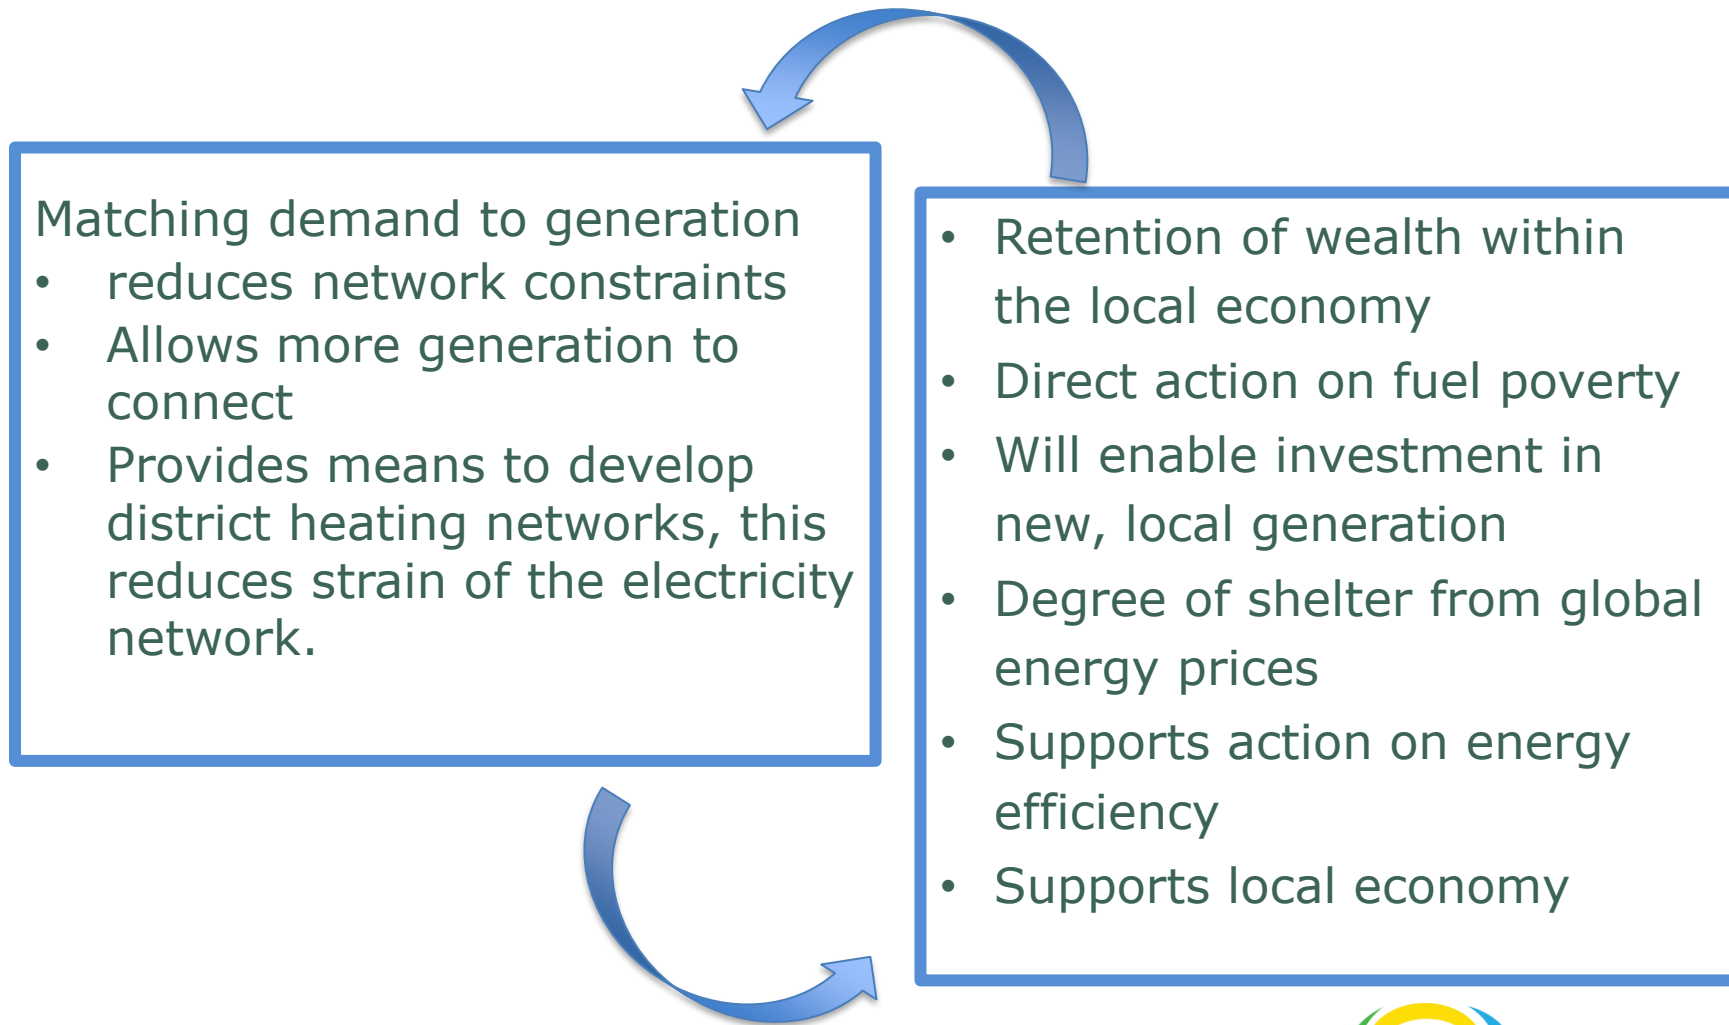 Matching demand to generation
• reduces network constraints
• Allows more generation to
connect
• Provides means to develop
district heating networks, this
reduces strain of the electricity
network.
• Retention of wealth within
the local economy
• Direct action on fuel poverty
• Will enable investment in
new, local generation
• Degree of shelter from global
energy prices
• Supports action on energy
efficiency
• Supports local economy